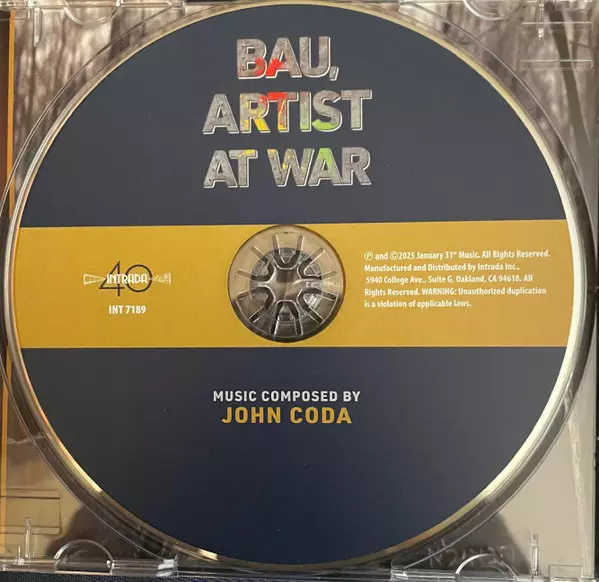 BAU,
ARTIST
AT WAR
INTRADA
40
INT 7189
℗ and ©2025 January 31st Music. All Rights Reserved.
Manufactured and Distributed by Intrada Inc.,
5940 College Ave., Suite G, Oakland, CA 94618. All
Rights Reserved. WARNING: Unauthorized duplication
is a violation of applicable laws.
MUSIC COMPOSED BY
JOHN CODA